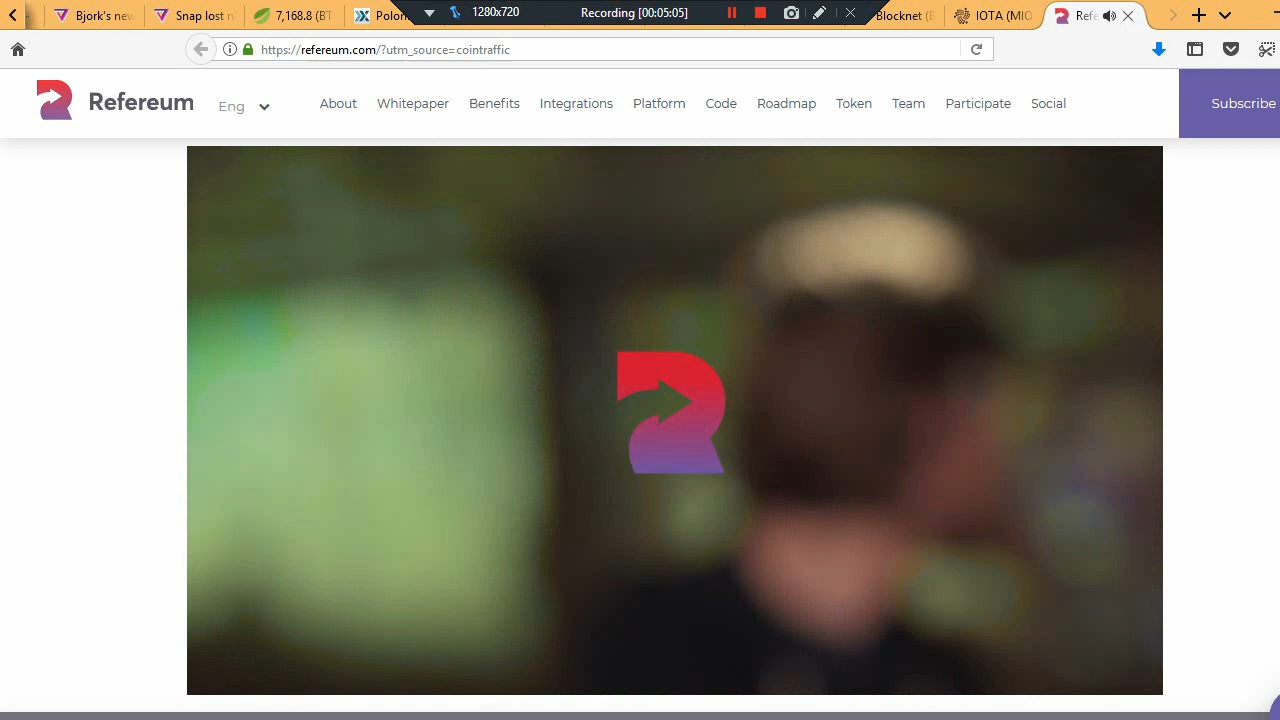 Bjork's new
Snap lost n
7,168.8 (BT
Polon
1280x720
Recording [00:05:05]
Blocknet (B
IOTA (MIO
Refe
https://refereum.com/?utm_source=cointraffic
Refereum
Eng
About
Whitepaper
Benefits
Integrations
Platform
Code
Roadmap
Token
Team
Participate
Social
Subscribe